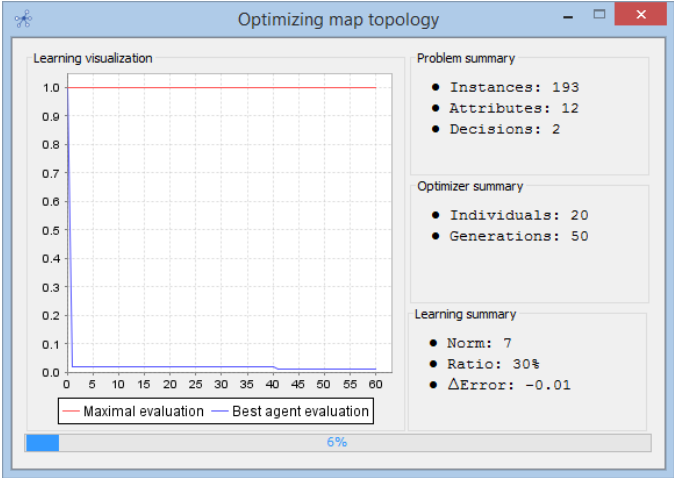 Optimizing map topology
Learning visualization
1.0
0.9
0.8
0.7
0.6
0.5
0.4
0.3
0.2
0.1
0.0
0 5 10 15 20 25 30 35 40 45 50 55 60
Maximal evaluation Best agent evaluation
Problem summary
● Instances: 193
● Attributes: 12
● Decisions: 2
Optimizer summary
● Individuals: 20
● Generations: 50
Learning summary
● Norm: 7
● Ratio: 30%
● ΔError: -0.01
6%